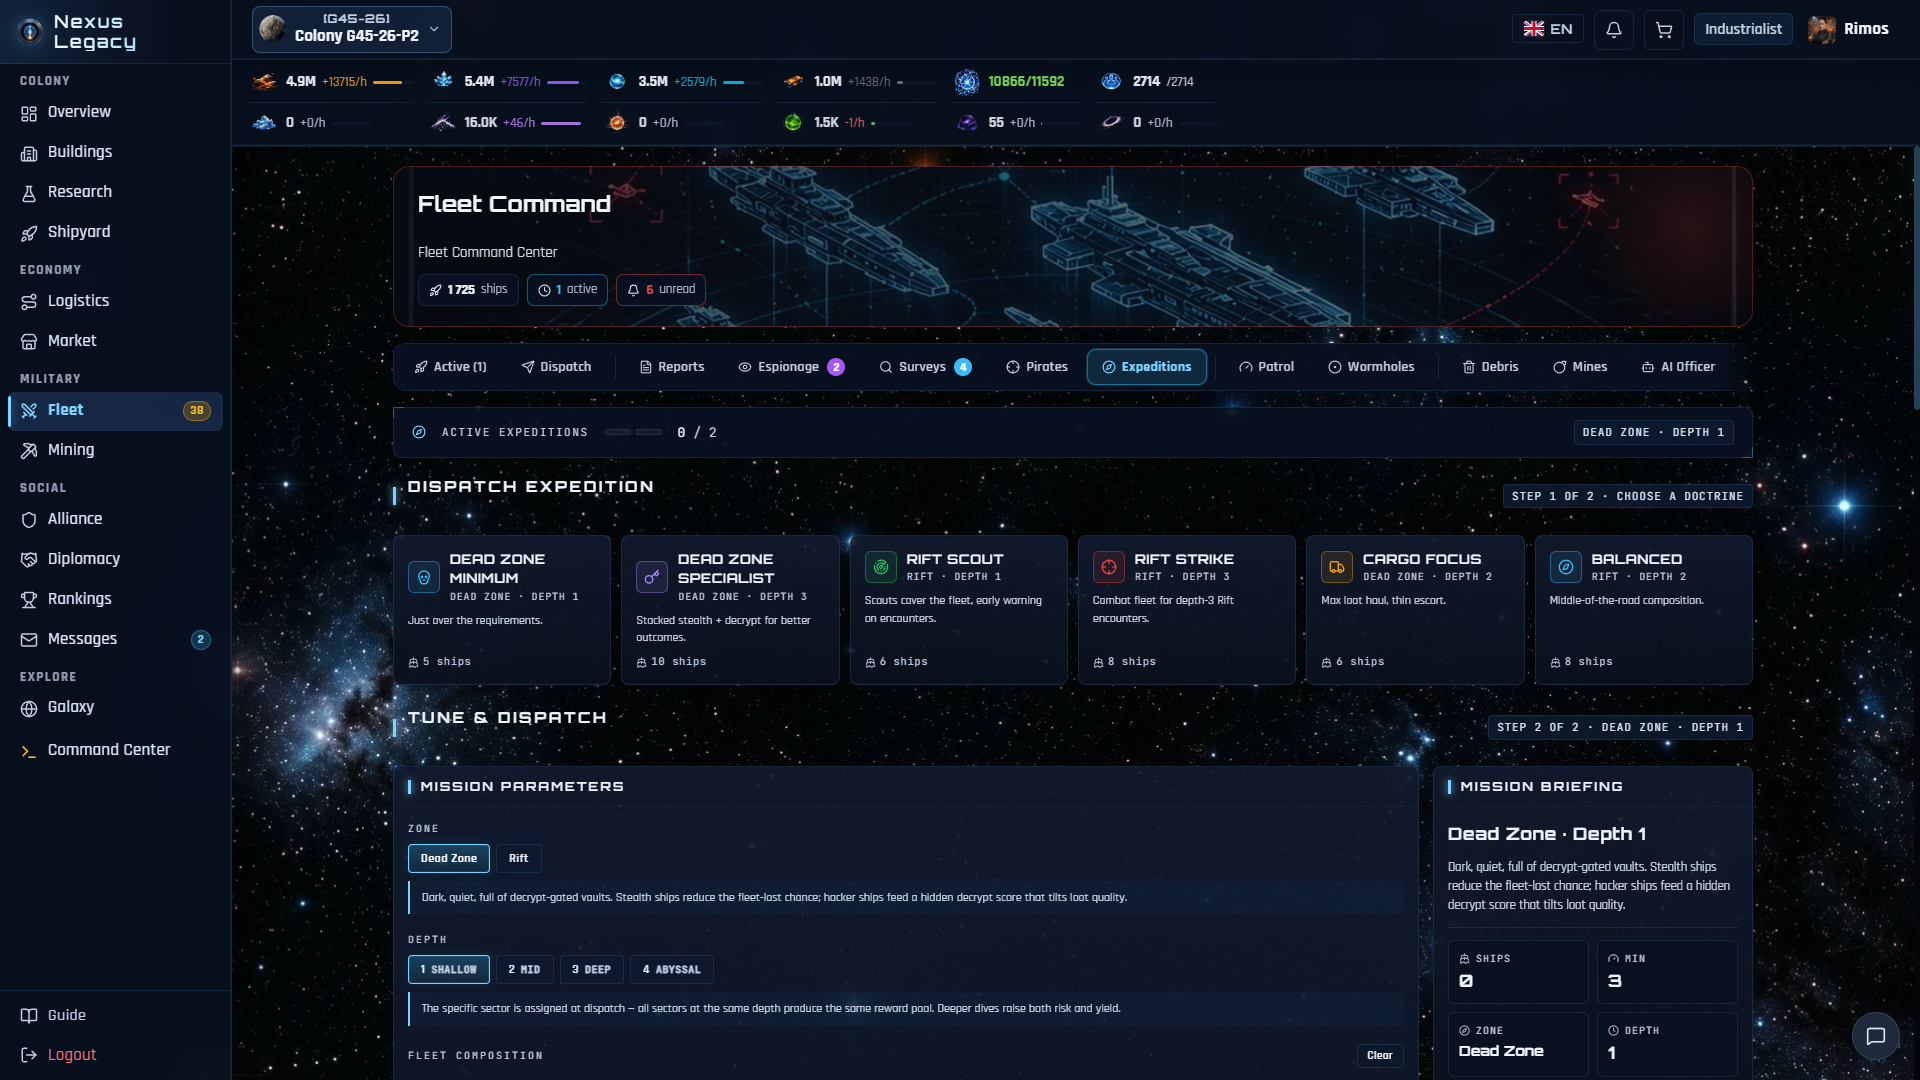 Nexus
Legacy
[G45-26]
Colony G45-26-P2
EN
Industrialist
Rimos
4.9M +13715/h
5.4M +7577/h
3.5M +2579/h
1.0M +1438/h
10866/11592
2714 /2714
0 +0/h
16.0K +46/h
0 +0/h
1.5K -1/h
55 +0/h
0 +0/h
COLONY
Overview
Buildings
Research
Shipyard
ECONOMY
Logistics
Market
MILITARY
Fleet 38
Mining
SOCIAL
Alliance
Diplomacy
Rankings
Messages 2
EXPLORE
Galaxy
Command Center
Guide
Logout
Fleet Command
Fleet Command Center
1 725 ships
1 active
6 unread
Active (1)
Dispatch
Reports
Espionage 2
Surveys 4
Pirates
Expeditions
Patrol
Wormholes
Debris
Mines
AI Officer
ACTIVE EXPEDITIONS 0 / 2
DEAD ZONE · DEPTH 1
DISPATCH EXPEDITION
STEP 1 OF 2 · CHOOSE A DOCTRINE
DEAD ZONE
MINIMUM
DEAD ZONE · DEPTH 1
Just over the requirements.
5 ships
DEAD ZONE
SPECIALIST
DEAD ZONE · DEPTH 3
Stacked stealth + decrypt for better
outcomes.
10 ships
RIFT SCOUT
RIFT · DEPTH 1
Scouts cover the fleet, early warning
on encounters.
6 ships
RIFT STRIKE
RIFT · DEPTH 3
Combat fleet for depth-3 Rift
encounters.
8 ships
CARGO FOCUS
DEAD ZONE · DEPTH 2
Max loot haul, thin escort.
6 ships
BALANCED
RIFT · DEPTH 2
Middle-of-the-road composition.
8 ships
TUNE & DISPATCH
STEP 2 OF 2 · DEAD ZONE · DEPTH 1
MISSION PARAMETERS
ZONE
Dead Zone
Rift
Dark, quiet, full of decrypt-gated vaults. Stealth ships reduce the fleet-lost chance; hacker ships feed a hidden decrypt score that tilts loot quality.
DEPTH
1 SHALLOW
2 MID
3 DEEP
4 ABYSSAL
The specific sector is assigned at dispatch — all sectors at the same depth produce the same reward pool. Deeper dives raise both risk and yield.
FLEET COMPOSITION
Clear
MISSION BRIEFING
Dead Zone · Depth 1
Dark, quiet, full of decrypt-gated vaults. Stealth ships
reduce the fleet-lost chance; hacker ships feed a hidden
decrypt score that tilts loot quality.
SHIPS
0
MIN
3
ZONE
Dead Zone
DEPTH
1